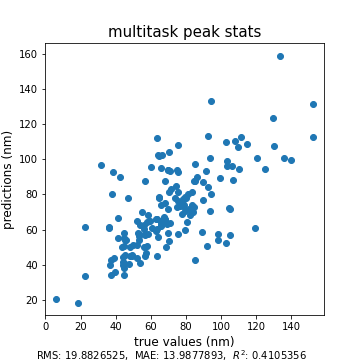 multitask peak stats
160
140
120
100
80
60
40
20
predictions (nm)
0 20 40 60 80 100 120 140
true values (nm)
RMS: 19.8826525, MAE: 13.9877893, R²: 0.4105356